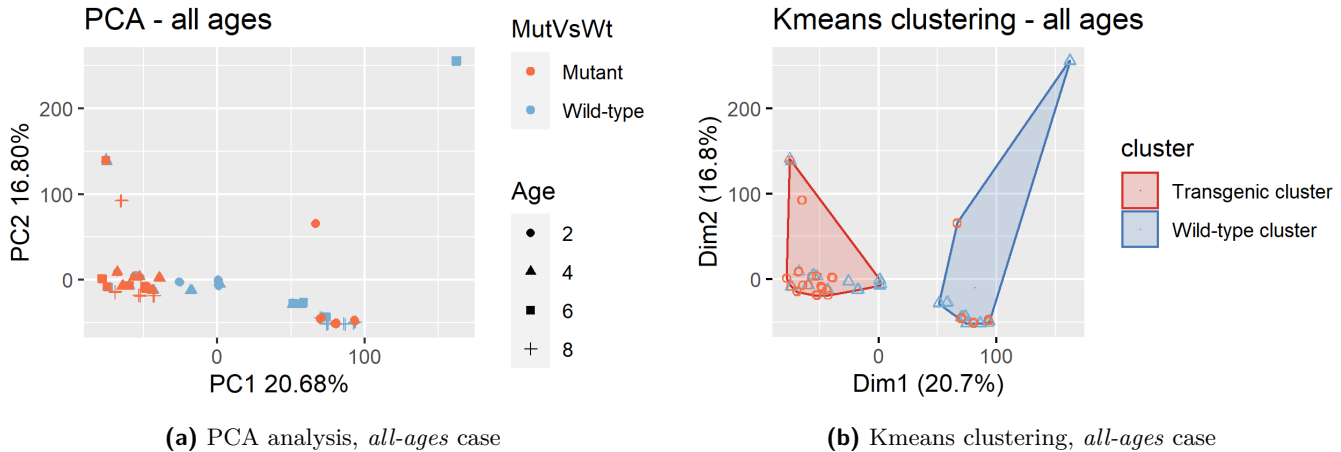 PCA - all ages
PC2 16.80%
200
100
0
0
100
PC1 20.68%
MutVsWt
Mutant
Wild-type
Age
2
4
6
8
(a) PCA analysis, all-ages case
Kmeans clustering - all ages
Dim2 (16.8%)
200
100
0
0
100
Dim1 (20.7%)
cluster
Transgenic cluster
Wild-type cluster
(b) Kmeans clustering, all-ages case